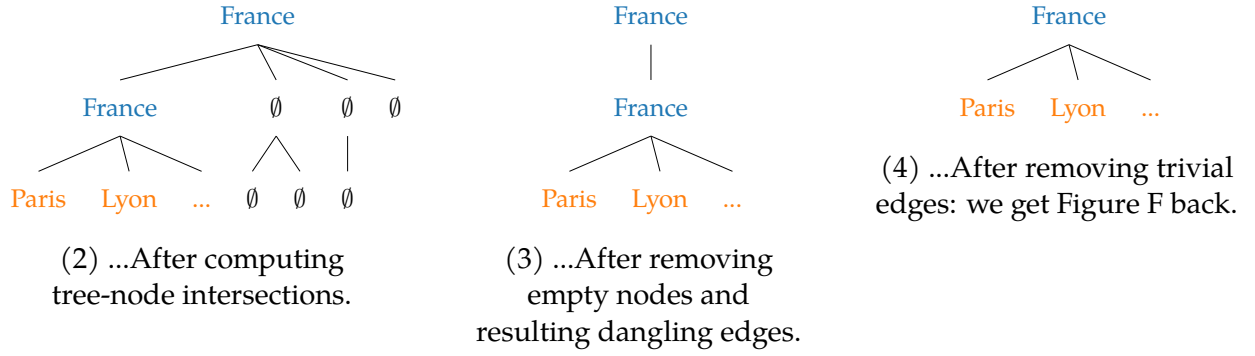 France
France ∅ ∅ ∅
Paris Lyon ... ∅ ∅ ∅
(2) ...After computing
tree-node intersections.
France
France
Paris Lyon ...
(3) ...After removing
empty nodes and
resulting dangling edges.
France
Paris Lyon ...
(4) ...After removing trivial
edges: we get Figure F back.